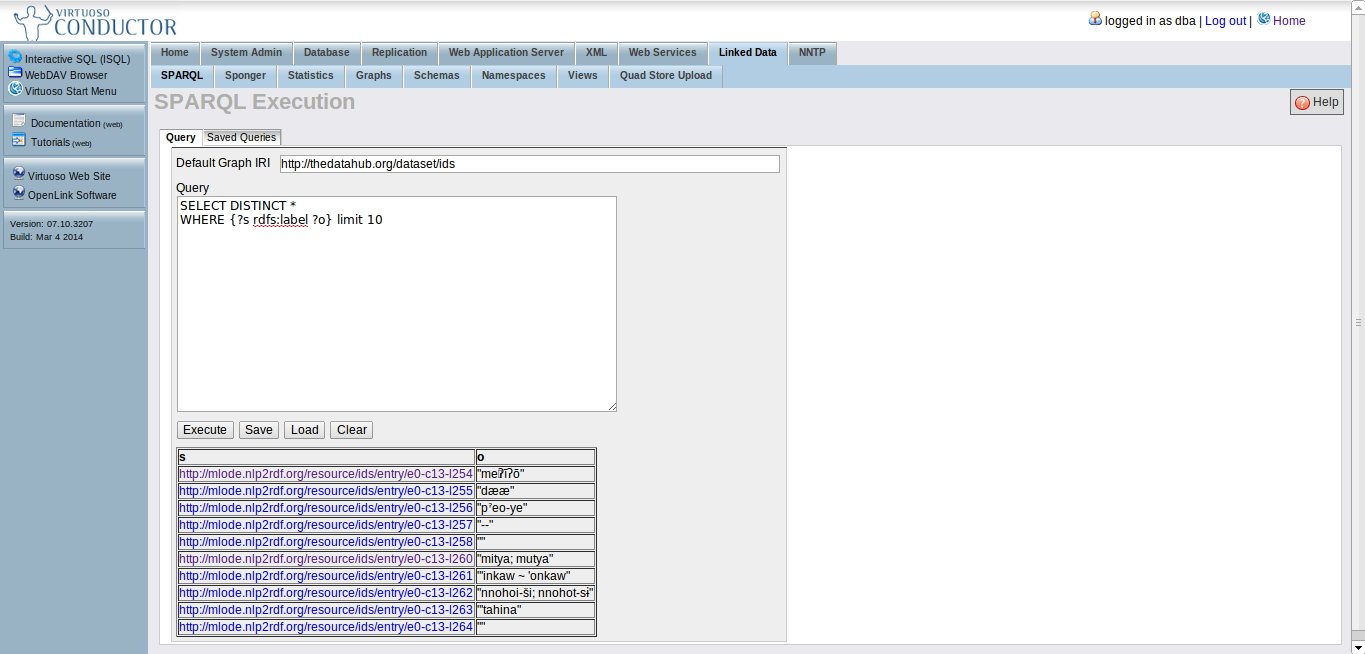 VIRTUOSO
CONDUCTOR
logged in as dba | Log out | Home
Interactive SQL (ISQL)
WebDAV Browser
Virtuoso Start Menu
Documentation (web)
Tutorials (web)
Virtuoso Web Site
OpenLink Software
Version: 07.10.3207
Build: Mar 4 2014
Home System Admin Database Replication Web Application Server XML Web Services Linked Data NNTP
SPARQL Sponger Statistics Graphs Schemas Namespaces Views Quad Store Upload
SPARQL Execution
Help
Query Saved Queries
Default Graph IRI http://thedatahub.org/dataset/ids
Query
SELECT DISTINCT *
WHERE {?s rdfs:label ?o} limit 10
Execute Save Load Clear
s o
http://mlode.nlp2rdf.org/resource/ids/entry/e0-c13-l254
http://mlode.nlp2rdf.org/resource/ids/entry/e0-c13-l255 "dææ"
http://mlode.nlp2rdf.org/resource/ids/entry/e0-c13-l256 "pˀeo-ye"
http://mlode.nlp2rdf.org/resource/ids/entry/e0-c13-l257 "--"
http://mlode.nlp2rdf.org/resource/ids/entry/e0-c13-l258 ""
http://mlode.nlp2rdf.org/resource/ids/entry/e0-c13-l260 "mitya; mutya"
http://mlode.nlp2rdf.org/resource/ids/entry/e0-c13-l261 "'inkaw ~ 'onkaw"
http://mlode.nlp2rdf.org/resource/ids/entry/e0-c13-l262 "nnohoi-ši; nnohot-sɨ"
http://mlode.nlp2rdf.org/resource/ids/entry/e0-c13-l263 "'tahina"
http://mlode.nlp2rdf.org/resource/ids/entry/e0-c13-l264 ""